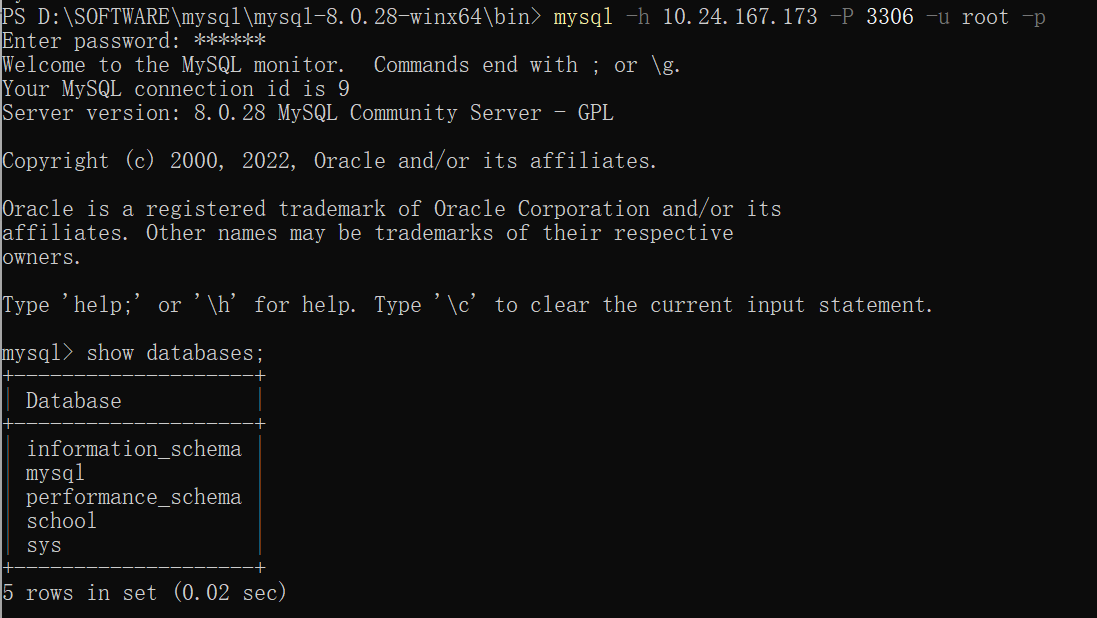 PS D:\SOFTWARE\mysql\mysql-8.0.28-winx64\bin> mysql -h 10.24.167.173 -P 3306 -u root -p
Enter password: ******
Welcome to the MySQL monitor.  Commands end with ; or \g.
Your MySQL connection id is 9
Server version: 8.0.28 MySQL Community Server - GPL

Copyright (c) 2000, 2022, Oracle and/or its affiliates.

Oracle is a registered trademark of Oracle Corporation and/or its
affiliates. Other names may be trademarks of their respective
owners.

Type 'help;' or '\h' for help. Type '\c' to clear the current input statement.

mysql> show databases;
+--------------------+
| Database           |
+--------------------+
| information_schema |
| mysql              |
| performance_schema |
| school             |
| sys                |
+--------------------+
5 rows in set (0.02 sec)